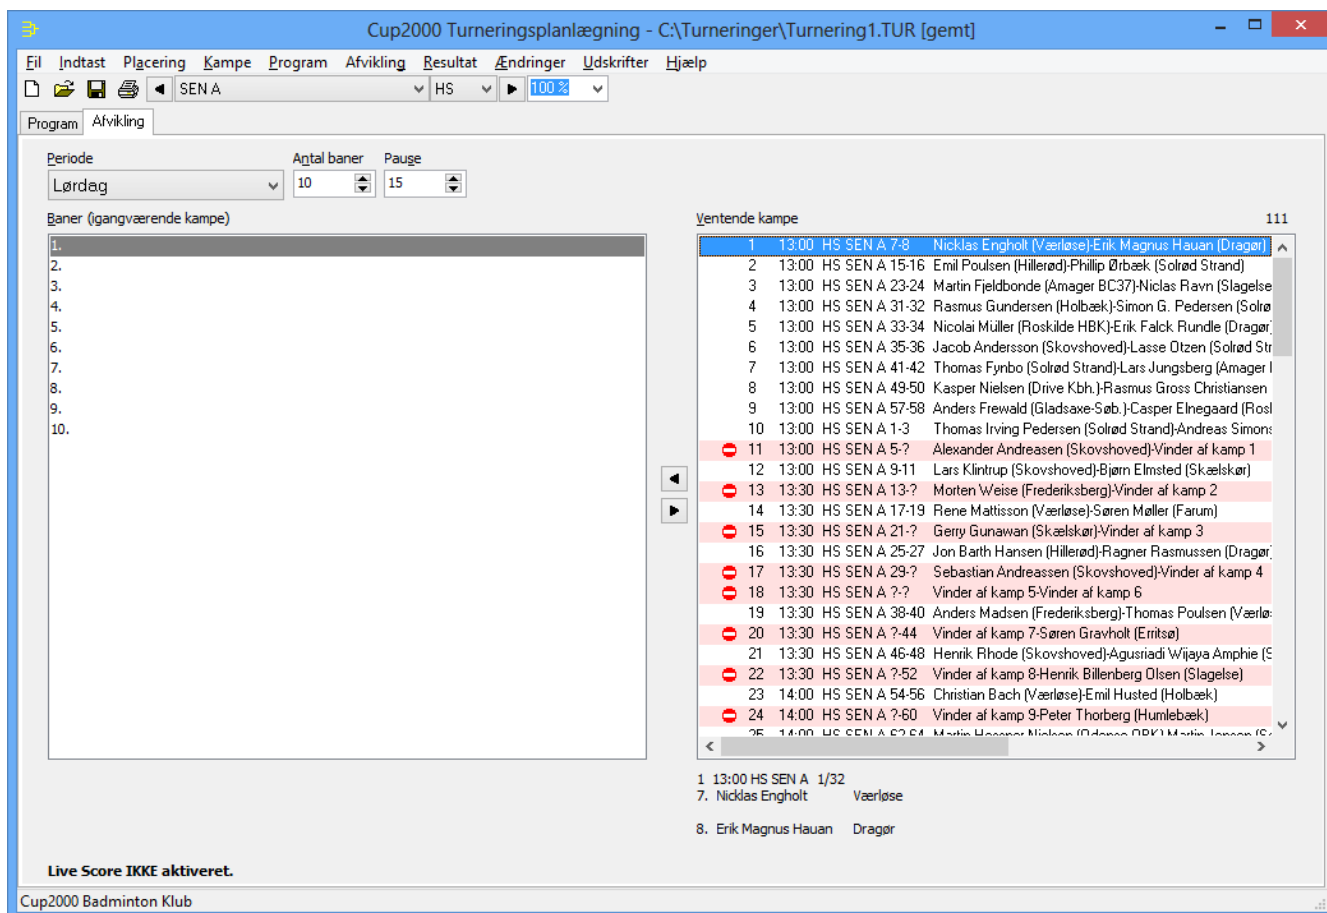 Cup2000 Turneringsplanlægning - C:\Turneringer\Turnering1.TUR [gemt]
Fil Indtast Placering Kampe Program Afvikling Resultat Ændringer Udskrifter Hjælp
SEN A HS 100 %
Program Afvikling
Periode Antal baner Pause
Lørdag 10 15
Baner (igangværende kampe) Ventende kampe 111
1.
2.
3.
4.
5.
6.
7.
8.
9.
10.
1 13:00 HS SEN A 7-8 Nicklas Engholt (Værløse)-Erik Magnus Hauan (Dragør)
2 13:00 HS SEN A 15-16 Emil Poulsen (Hillerød)-Phillip Ørbæk (Solrød Strand)
3 13:00 HS SEN A 23-24 Martin Fjeldbonde (Amager BC37)-Niclas Ravn (Slagelse
4 13:00 HS SEN A 31-32 Rasmus Gundersen (Holbæk)-Simon G. Pedersen (Solrø
5 13:00 HS SEN A 33-34 Nicolai Müller (Roskilde HBK)-Erik Falck Rundle (Dragør)
6 13:00 HS SEN A 35-36 Jacob Andersson (Skovshoved)-Lasse Otzen (Solrød Str
7 13:00 HS SEN A 41-42 Thomas Fynbo (Solrød Strand)-Lars Jungsberg (Amager
8 13:00 HS SEN A 49-50 Kasper Nielsen (Drive Kbh.)-Rasmus Gross Christiansen
9 13:00 HS SEN A 57-58 Anders Frewald (Gladsaxe-Søb.)-Casper Elnegaard (Ros
10 13:00 HS SEN A 1-3 Thomas Irving Pedersen (Solrød Strand)-Andreas Simons
11 13:00 HS SEN A 5-? Alexander Andreasen (Skovshoved)-Vinder af kamp 1
12 13:00 HS SEN A 9-11 Lars Klintrup (Skovshoved)-Bjørn Elmsted (Skælskør)
13 13:30 HS SEN A 13-? Morten Weise (Frederiksberg)-Vinder af kamp 2
14 13:30 HS SEN A 17-19 Rene Mattisson (Værløse)-Søren Møller (Farum)
15 13:30 HS SEN A 21-? Gerry Gunawan (Skælskør)-Vinder af kamp 3
16 13:30 HS SEN A 25-27 Jon Barth Hansen (Hillerød)-Ragner Rasmussen (Dragør)
17 13:30 HS SEN A 29-? Sebastian Andreassen (Skovshoved)-Vinder af kamp 4
18 13:30 HS SEN A ?-? Vinder af kamp 5-Vinder af kamp 6
19 13:30 HS SEN A 38-40 Anders Madsen (Frederiksberg)-Thomas Poulsen (Værlø
20 13:30 HS SEN A ?-44 Vinder af kamp 7-Søren Gravholt (Erritsø)
21 13:30 HS SEN A 46-48 Henrik Rhode (Skovshoved)-Agusriadi Wijaya Amphie (S
22 13:30 HS SEN A ?-52 Vinder af kamp 8-Henrik Billenberg Olsen (Slagelse)
23 14:00 HS SEN A 54-56 Christian Bach (Værløse)-Emil Husted (Holbæk)
24 14:00 HS SEN A ?-60 Vinder af kamp 9-Peter Thorberg (Humlebæk)
25 14:00 HS SEN A 62-64
1 13:00 HS SEN A 1/32
7. Nicklas Engholt Værløse
8. Erik Magnus Hauan Dragør
Live Score IKKE aktiveret.
Cup2000 Badminton Klub